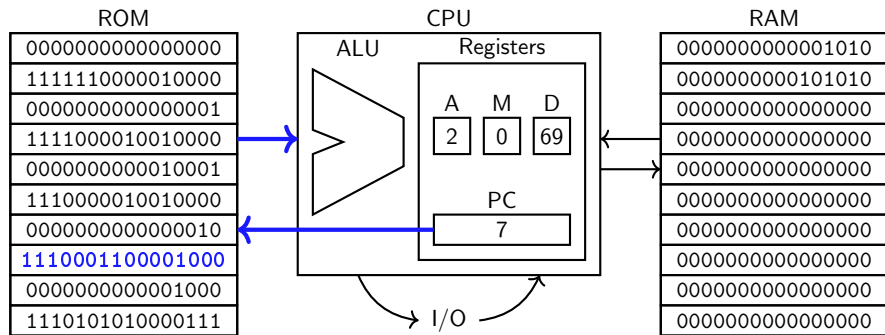 ROM
0000000000000000
1111110000010000
0000000000000001
1111000010010000
0000000000010001
1110000010010000
0000000000000010
1110001100001000
0000000000001000
1110101010000111
CPU
ALU
Registers
A M D
2 0 69
PC
7
I/O
RAM
0000000000001010
0000000000101010
0000000000000000
0000000000000000
0000000000000000
0000000000000000
0000000000000000
0000000000000000
0000000000000000
0000000000000000